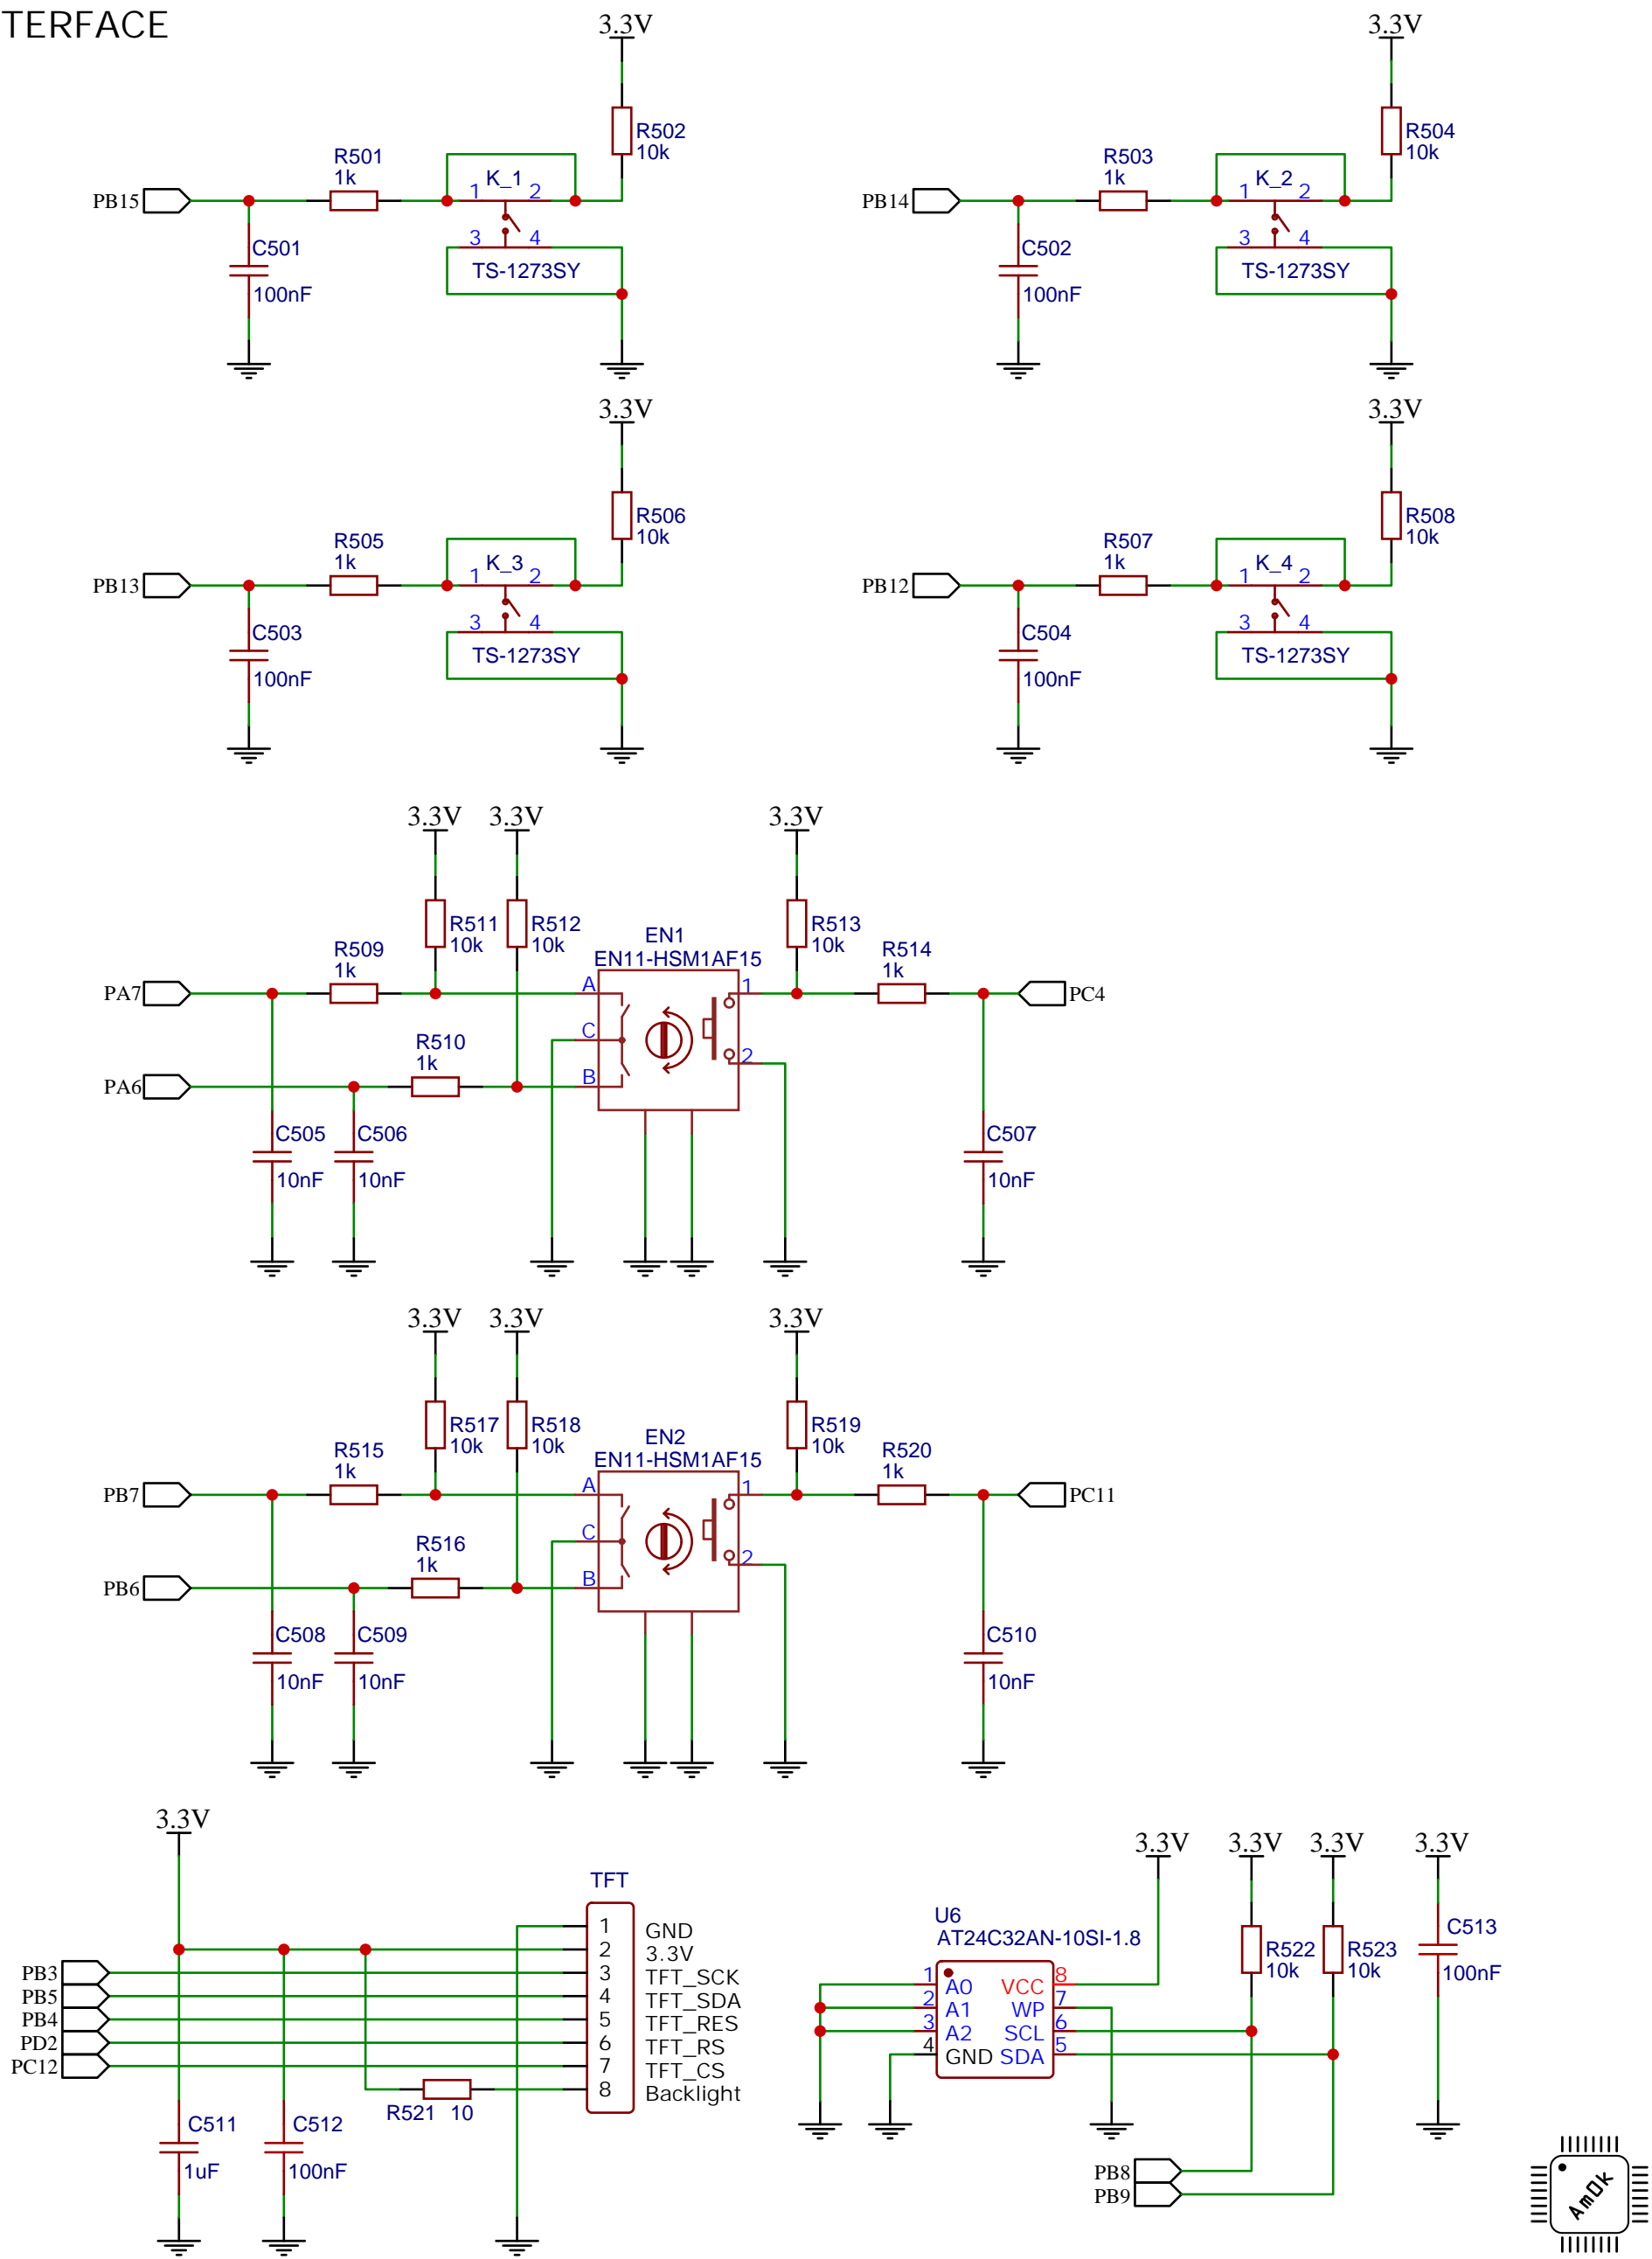 TERFACE
3.3V
3.3V
R502
10k
R504
10k
R501
1k
K_1
1 2
PB15
C501
100nF
3 4
TS-1273SY
R503
1k
K_2
1 2
PB14
C502
100nF
3 4
TS-1273SY
3.3V
3.3V
R506
10k
R508
10k
R505
1k
K_3
1 2
PB13
C503
100nF
3 4
TS-1273SY
R507
1k
K_4
1 2
PB12
C504
100nF
3 4
TS-1273SY
3.3V 3.3V 3.3V
R511
10k
R512
10k
R513
10k
EN1
EN11-HSM1AF15
R509
1k
R514
1k
PA7
A
1
PC4
C
R510
1k
2
PA6
B
C505
10nF
C506
10nF
C507
10nF
3.3V 3.3V 3.3V
R517
10k
R518
10k
R519
10k
EN2
EN11-HSM1AF15
R515
1k
R520
1k
PB7
A
1
PC11
C
R516
1k
2
PB6
B
C508
10nF
C509
10nF
C510
10nF
3.3V
TFT
1 GND
2 3.3V
PB3 3 TFT_SCK
PB5 4 TFT_SDA
PB4 5 TFT_RES
PD2 6 TFT_RS
PC12 7 TFT_CS
8 Backlight
R521 10
C511
1uF
C512
100nF
3.3V 3.3V 3.3V 3.3V
U6
AT24C32AN-10SI-1.8
R522
10k
R523
10k
C513
100nF
1 A0 VCC 8
2 A1 WP 7
3 A2 SCL 6
4 GND SDA 5
PB8
PB9
AmOk